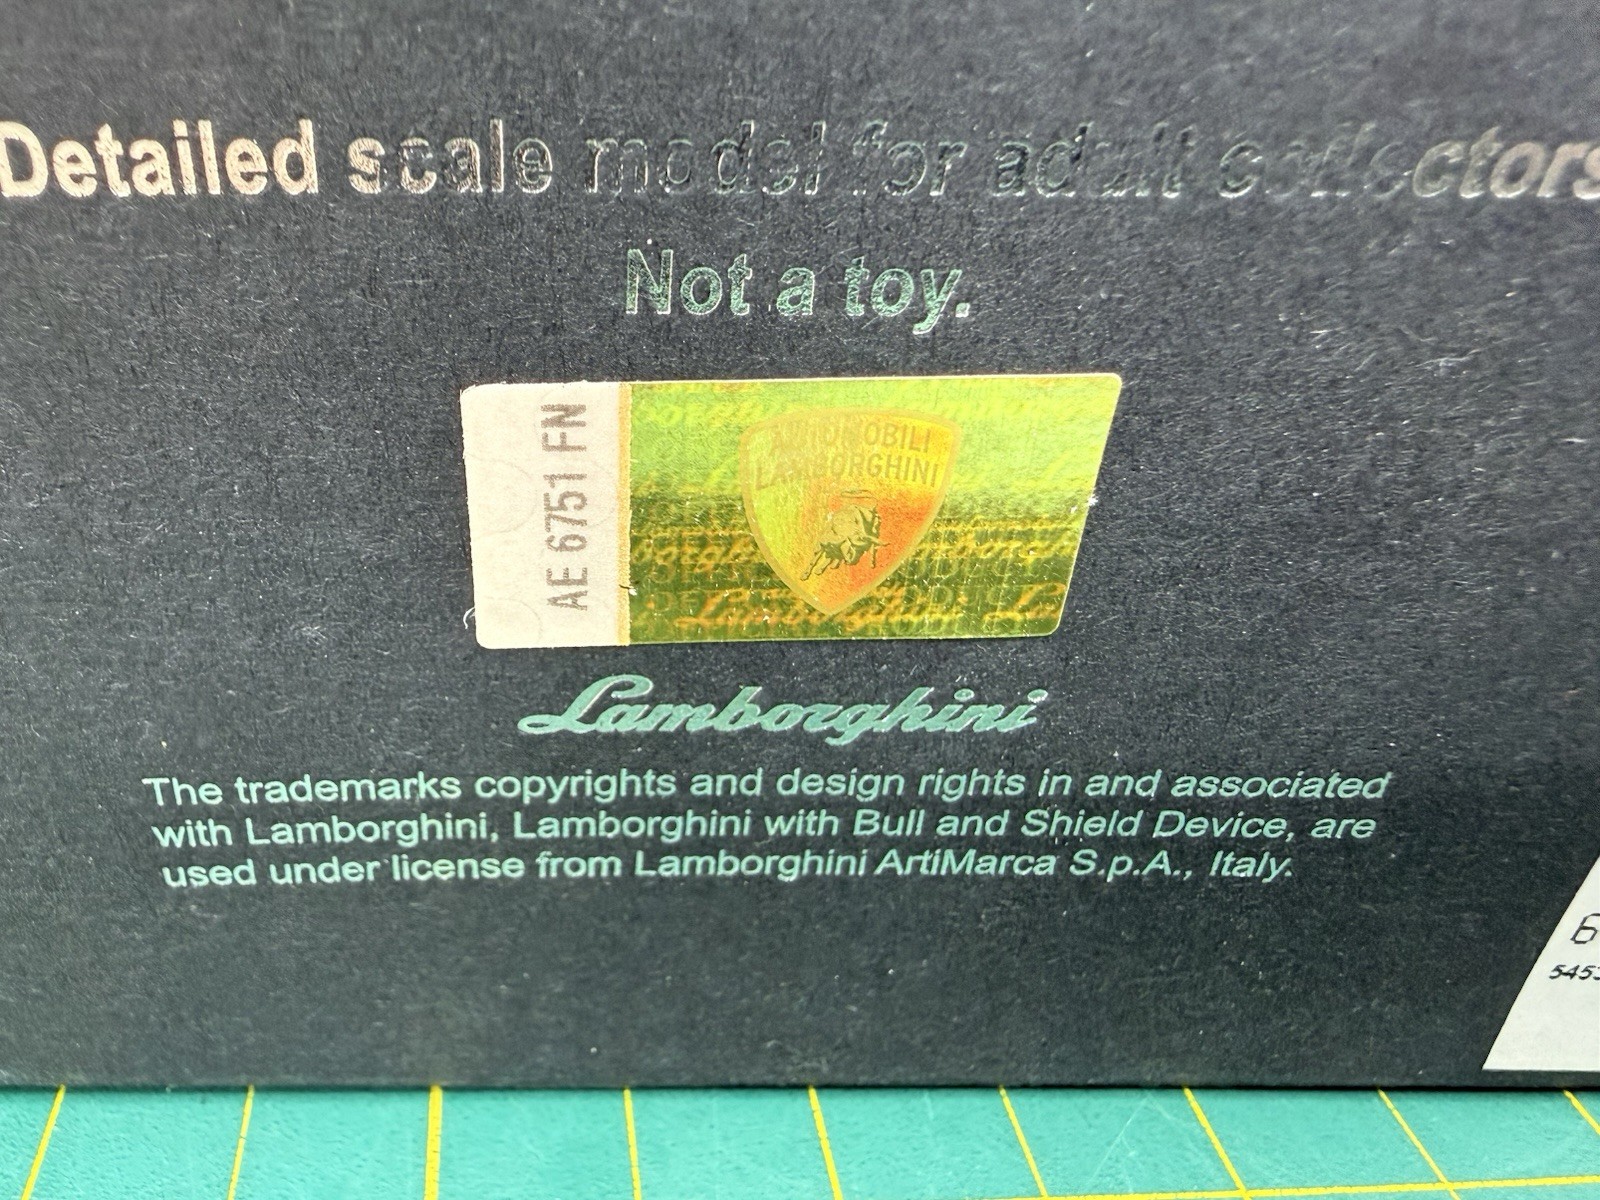 Detailed scale model for adult collectors
Not a toy.
AE 6751 FN
AUTOMOBILI
LAMBORGHINI
Lamborghini
The trademarks copyrights and design rights in and associated
with Lamborghini, Lamborghini with Bull and Shield Device, are
used under license from Lamborghini ArtiMarca S.p.A., Italy.